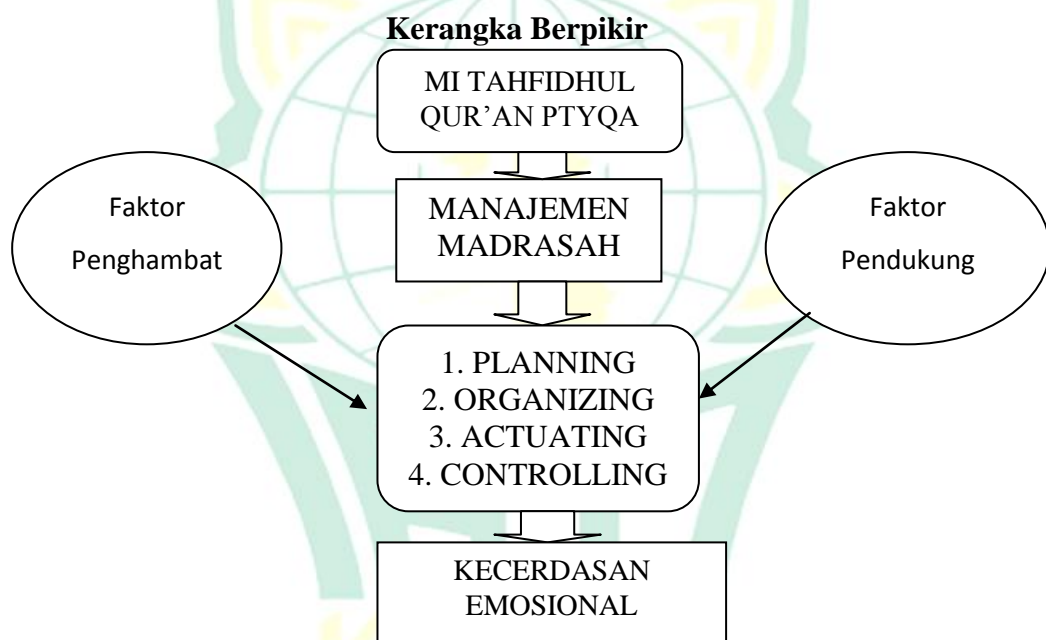 Kerangka Berpikir
MI TAHFIDHUL
QUR'AN PTYQA
MANAJEMEN
MADRASAH
Faktor
Penghambat
Faktor
Pendukung
1. PLANNING
2. ORGANIZING
3. ACTUATING
4. CONTROLLING
KECERDASAN
EMOSIONAL